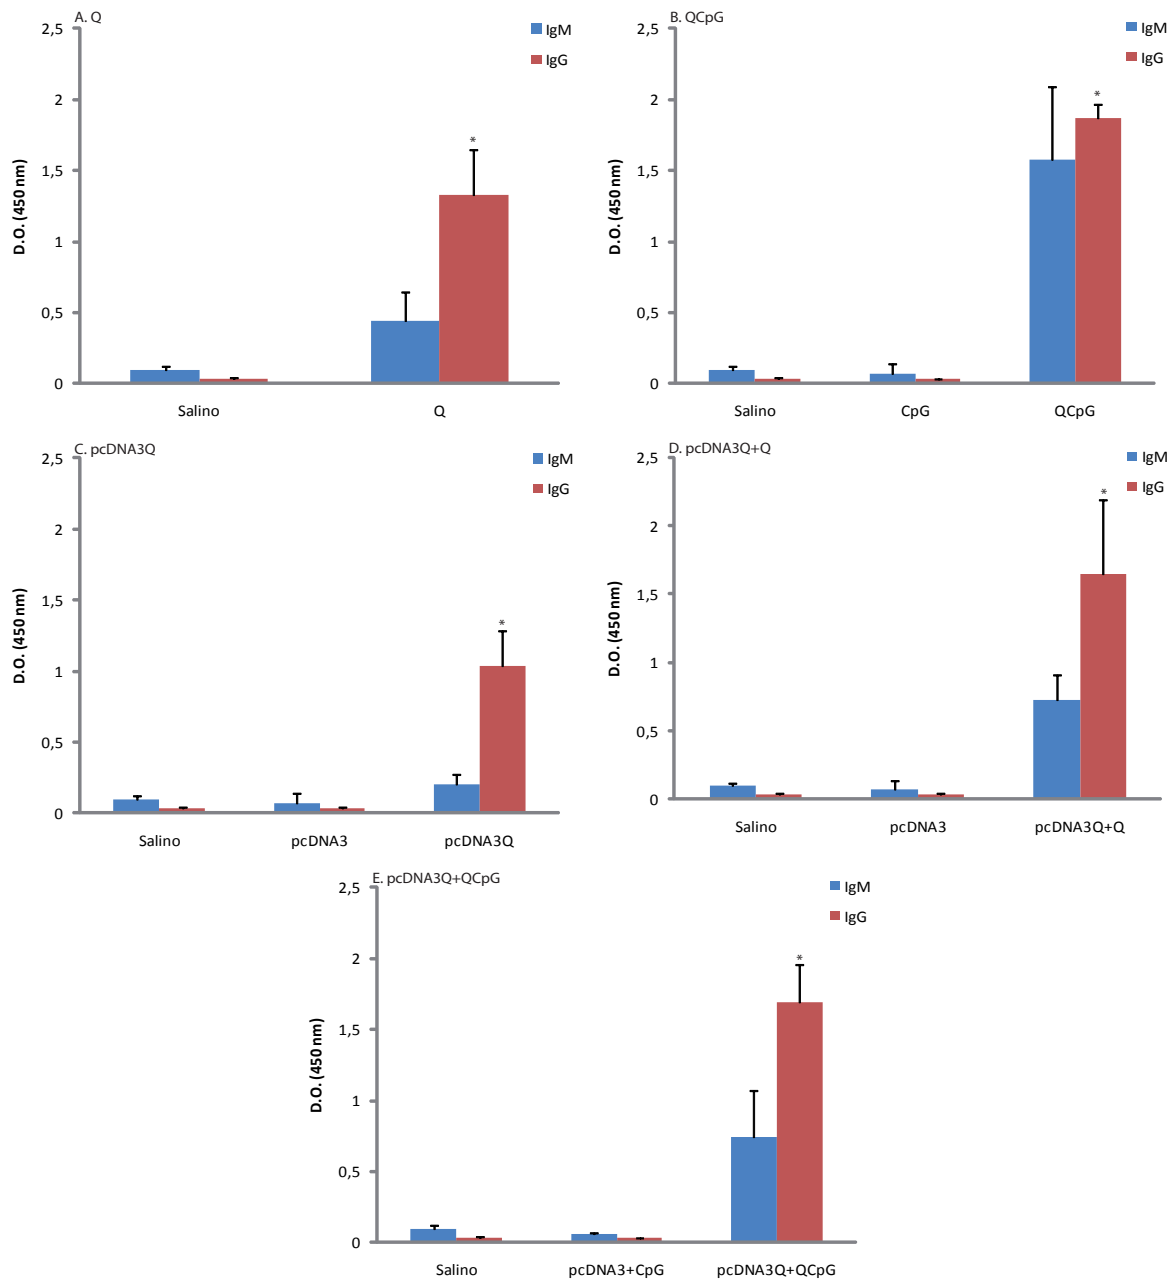 A. Q
IgM
IgG
2,5
2
1,5
1
0,5
0
D.O. (450 nm)
*
Salino
Q
B. QCpG
IgM
IgG
2,5
2
1,5
1
0,5
0
D.O. (450 nm)
*
Salino
CpG
QCpG
C. pcDNA3Q
IgM
IgG
2,5
2
1,5
1
0,5
0
D.O. (450 nm)
*
Salino
pcDNA3
pcDNA3Q
D. pcDNA3Q+Q
IgM
IgG
2,5
2
1,5
1
0,5
0
D.O. (450 nm)
*
Salino
pcDNA3
pcDNA3Q+Q
E. pcDNA3Q+QCpG
IgM
IgG
2,5
2
1,5
1
0,5
0
D.O. (450 nm)
*
Salino
pcDNA3+CpG
pcDNA3Q+QCpG